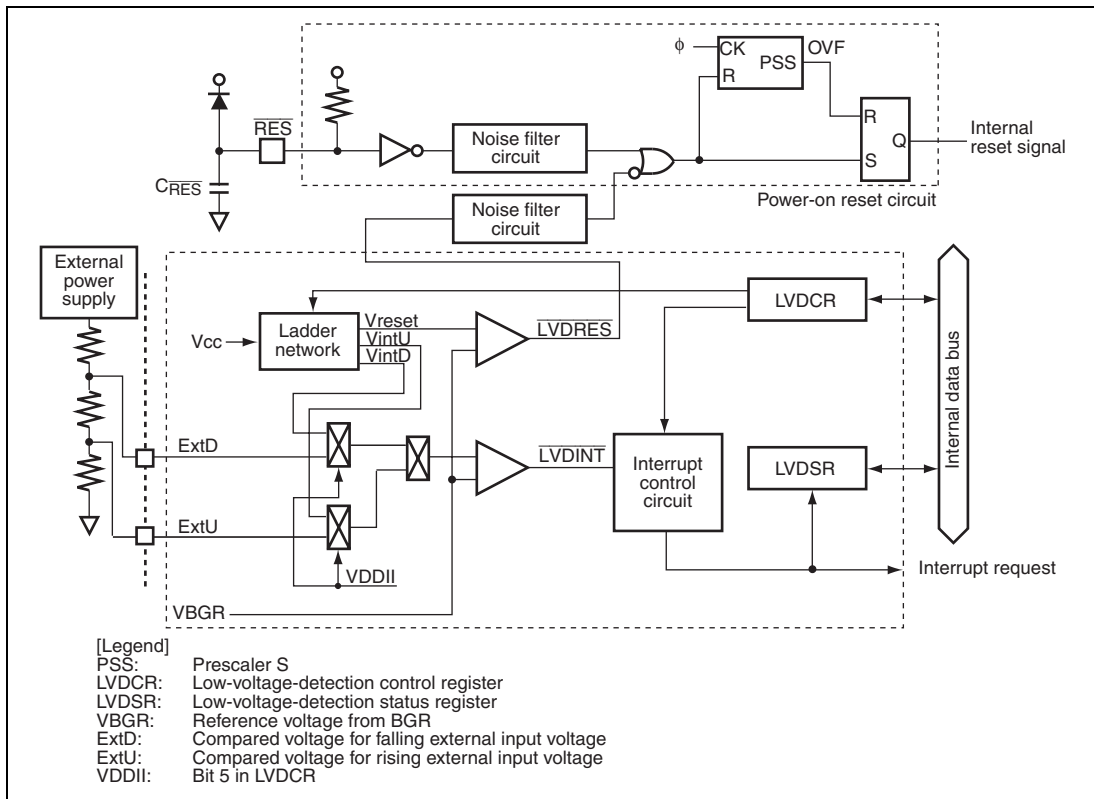 φ
CK
PSS
OVF
R
R
Q
S
Internal
reset signal
R̅E̅S̅
Noise filter
circuit
CR̅E̅S̅
Power-on reset circuit
Noise filter
circuit
External
power
supply
LVDCR
Vcc
Ladder
network
Vreset
VintU
VintD
L̅V̅D̅R̅E̅S̅
Internal data bus
ExtD
L̅V̅D̅I̅N̅T̅
Interrupt
control
circuit
LVDSR
ExtU
VDDII
Interrupt request
VBGR
[Legend]
PSS: Prescaler S
LVDCR: Low-voltage-detection control register
LVDSR: Low-voltage-detection status register
VBGR: Reference voltage from BGR
ExtD: Compared voltage for falling external input voltage
ExtU: Compared voltage for rising external input voltage
VDDII: Bit 5 in LVDCR